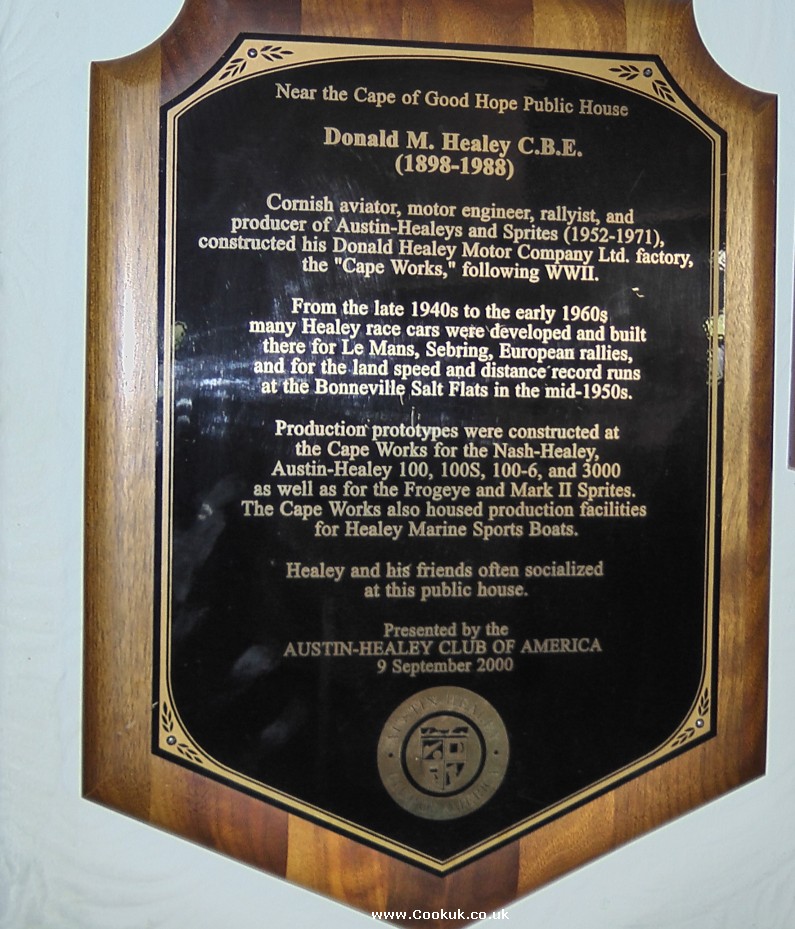 Near the Cape of Good Hope Public House
Donald M. Healey C.B.E.
(1898-1988)
Cornish aviator, motor engineer, rallyist, and
producer of Austin-Healeys and Sprites (1952-1971),
constructed his Donald Healey Motor Company Ltd. factory,
the "Cape Works," following WWII.
From the late 1940s to the early 1960s
many Healey race cars were developed and built
there for Le Mans, Sebring, European rallies,
and for the land speed and distance record runs
at the Bonneville Salt Flats in the mid-1950s.
Production prototypes were constructed at
the Cape Works for the Nash-Healey,
Austin-Healey 100, 100S, 100-6, and 3000
as well as for the Frogeye and Mark II Sprites.
The Cape Works also housed production facilities
for Healey Marine Sports Boats.
Healey and his friends often socialized
at this public house.
Presented by the
AUSTIN-HEALEY CLUB OF AMERICA
9 September 2000
AUSTIN HEALEY
www.Cookuk.co.uk